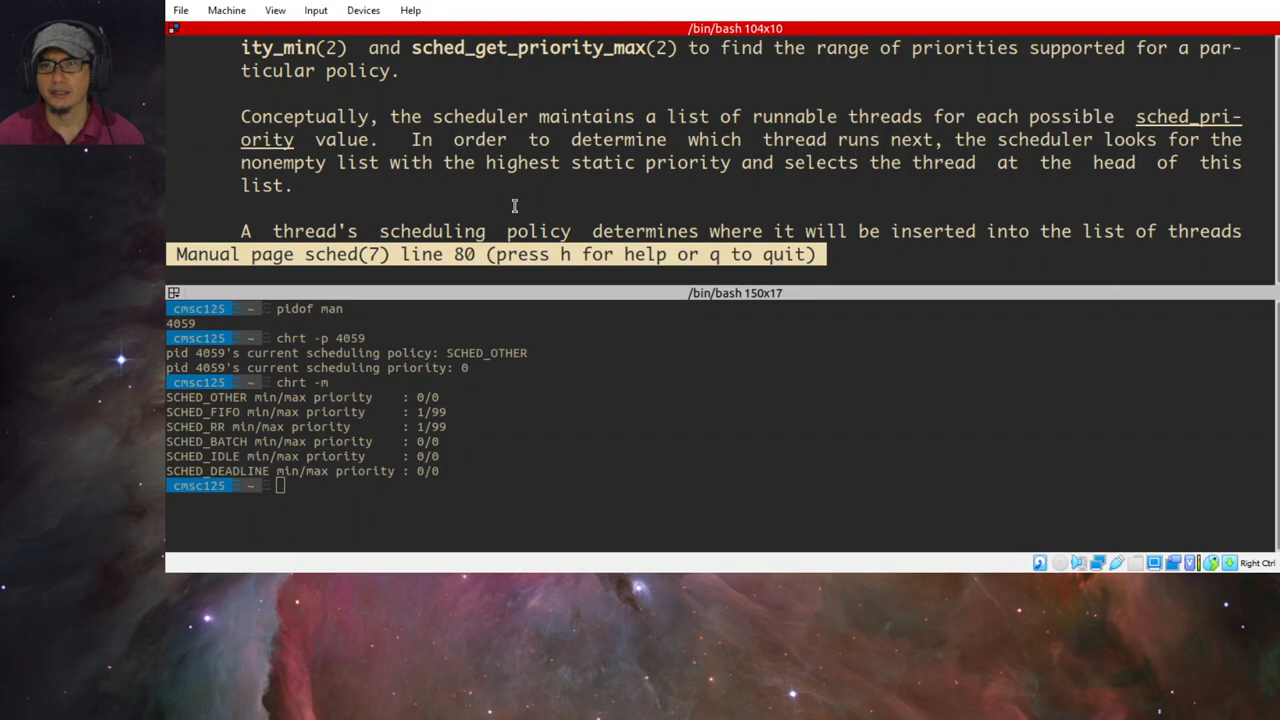 File Machine View Input Devices Help
/bin/bash 104x10
ity_min(2) and sched_get_priority_max(2) to find the range of priorities supported for a par-
ticular policy.
Conceptually, the scheduler maintains a list of runnable threads for each possible sched_pri-
ority value. In order to determine which thread runs next, the scheduler looks for the
nonempty list with the highest static priority and selects the thread at the head of this
list.
A thread's scheduling policy determines where it will be inserted into the list of threads
Manual page sched(7) line 80 (press h for help or q to quit)
/bin/bash 150x17
cmsc125 ~ pidof man
4059
cmsc125 ~ chrt -p 4059
pid 4059's current scheduling policy: SCHED_OTHER
pid 4059's current scheduling priority: 0
cmsc125 ~ chrt -m
SCHED_OTHER min/max priority : 0/0
SCHED_FIFO min/max priority : 1/99
SCHED_RR min/max priority : 1/99
SCHED_BATCH min/max priority : 0/0
SCHED_IDLE min/max priority : 0/0
SCHED_DEADLINE min/max priority : 0/0
cmsc125 ~
Right Ctrl